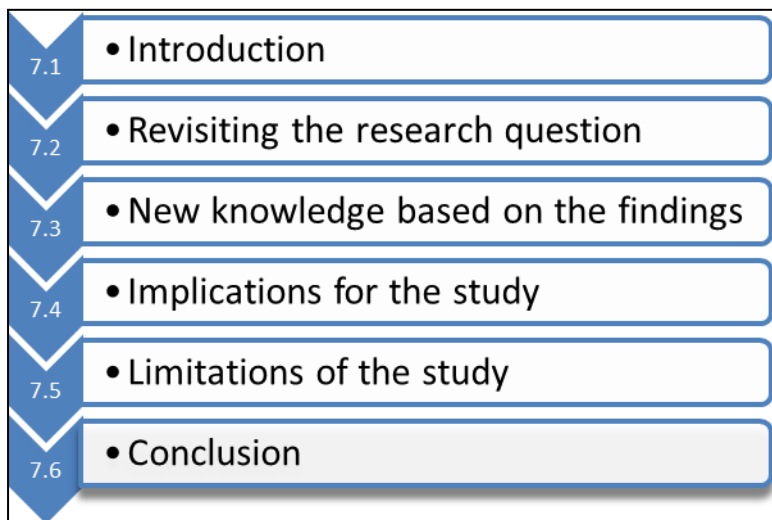 7.1 • Introduction
7.2 • Revisiting the research question
7.3 • New knowledge based on the findings
7.4 • Implications for the study
7.5 • Limitations of the study
7.6 • Conclusion